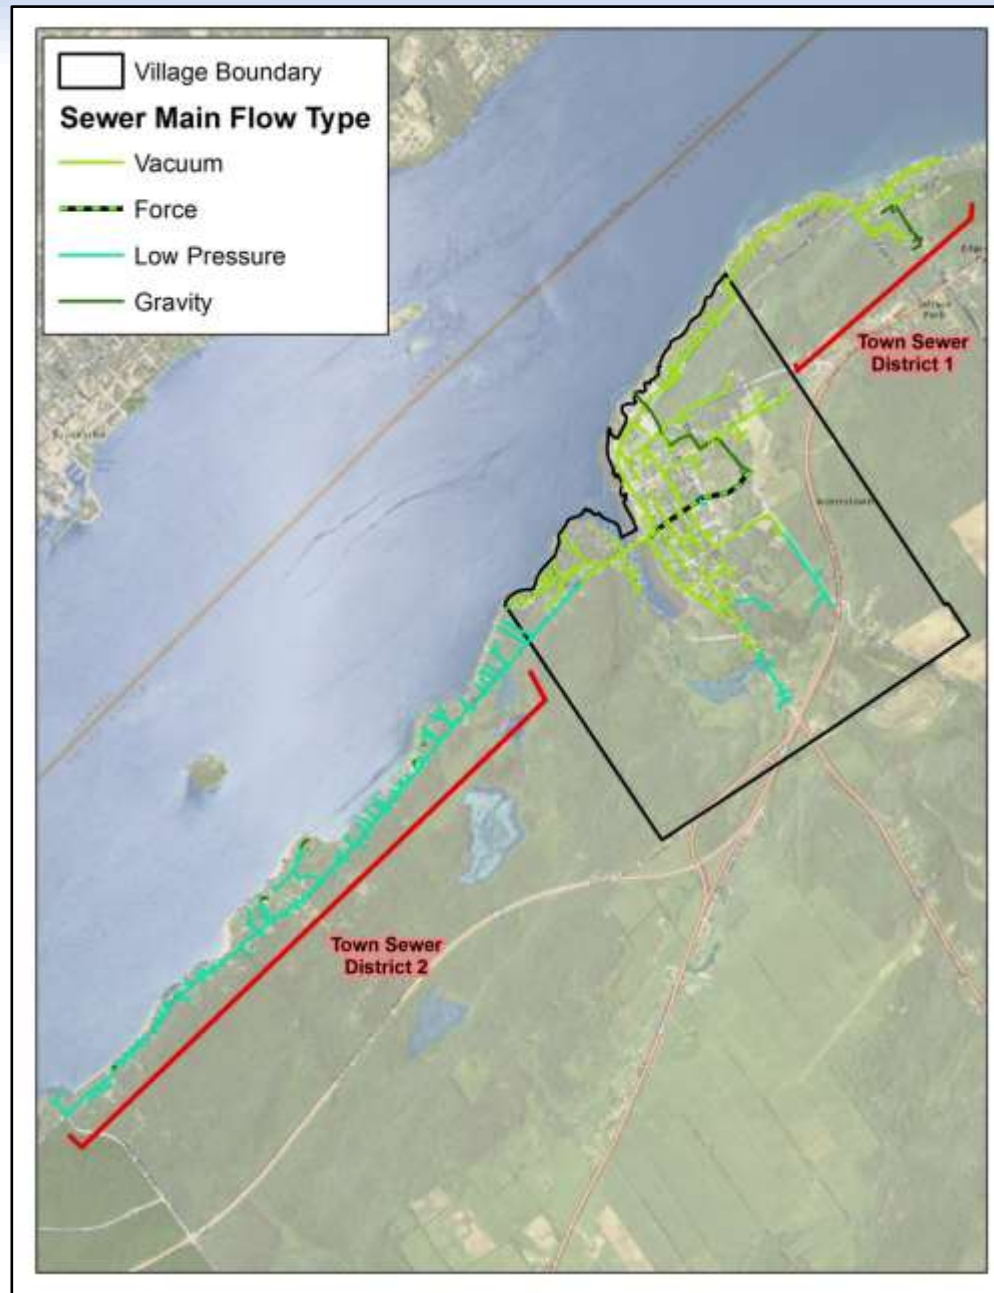 Village Boundary
Sewer Main Flow Type
Vacuum
Force
Low Pressure
Gravity
Town Sewer
District 1
Town Sewer
District 2
Park